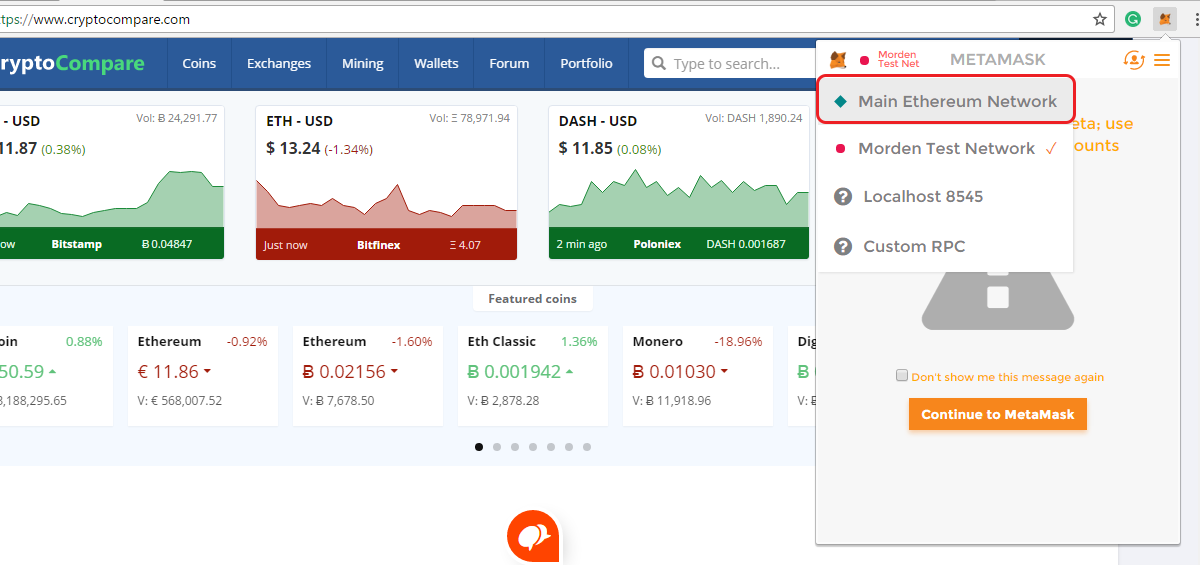 ttps://www.cryptocompare.com
ryptoCompare
Coins
Exchanges
Mining
Wallets
Forum
Portfolio
Type to search...
- USD
Vol: Ƀ 24,291.77
11.87 (0.38%)
ow
Bitstamp
Ƀ 0.04847
ETH - USD
Vol: Ξ 78,971.94
$ 13.24 (-1.34%)
Just now
Bitfinex
Ξ 4.07
DASH - USD
Vol: DASH 1,890.24
$ 11.85 (0.08%)
2 min ago
Poloniex
DASH 0.001687
Featured coins
oin
0.88%
50.59
3,188,295.65
Ethereum
-0.92%
€ 11.86
V: € 568,007.52
Ethereum
-1.60%
Ƀ 0.02156
V: Ƀ 7,678.50
Eth Classic
1.36%
Ƀ 0.001942
V: Ƀ 2,878.28
Monero
-18.96%
Ƀ 0.01030
V: Ƀ 11,918.96
Dig
Ƀ
V: Ƀ
Morden
Test Net
METAMASK
Main Ethereum Network
Morden Test Network ✓
? Localhost 8545
? Custom RPC
eta; use
ounts
Don't show me this message again
Continue to MetaMask